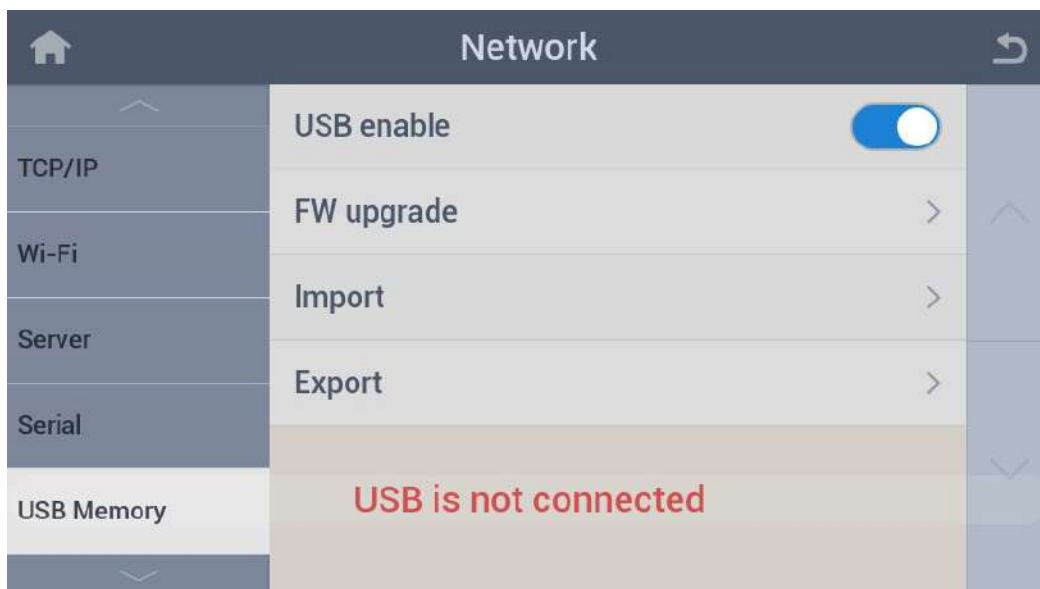 Network
TCP/IP
Wi-Fi
Server
Serial
USB Memory
USB enable
FW upgrade
Import
Export
USB is not connected